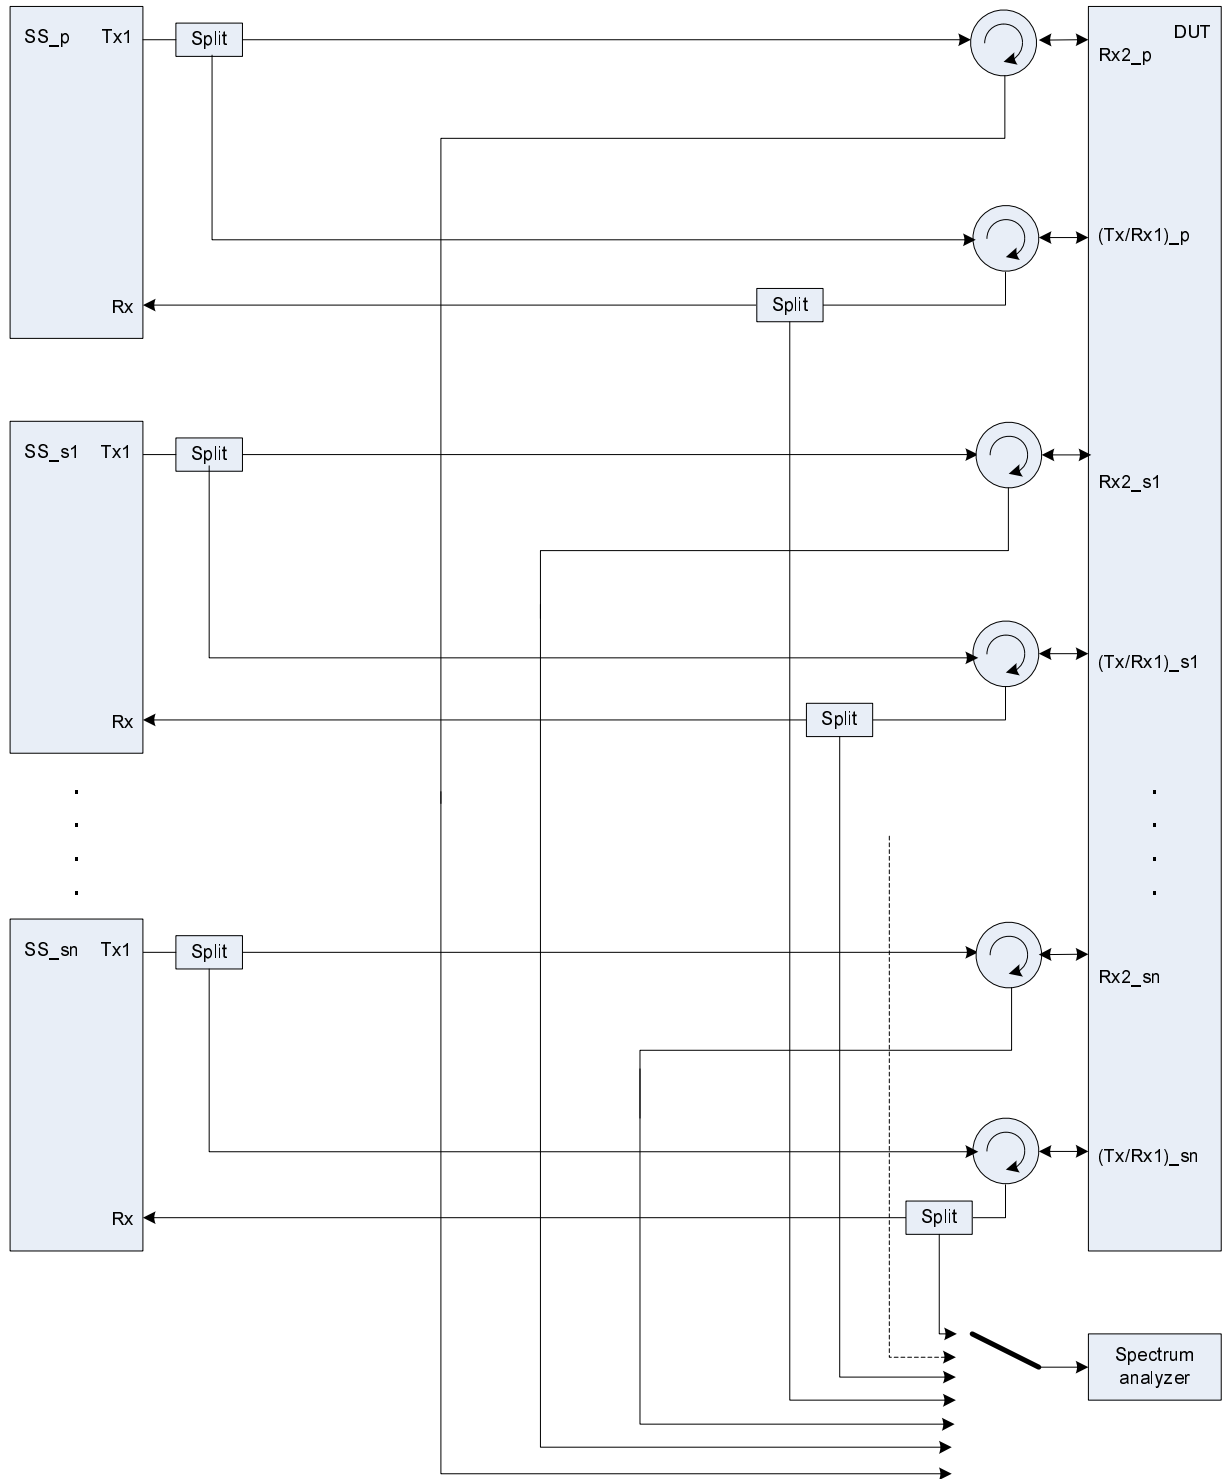 SS_p Tx1
Split
DUT
Rx2_p
(Tx/Rx1)_p
Rx
Split
SS_s1 Tx1
Split
Rx2_s1
(Tx/Rx1)_s1
Rx
Split
.
.
.
.
.
.
.
.
SS_sn Tx1
Split
Rx2_sn
(Tx/Rx1)_sn
Rx
Split
Spectrum
analyzer